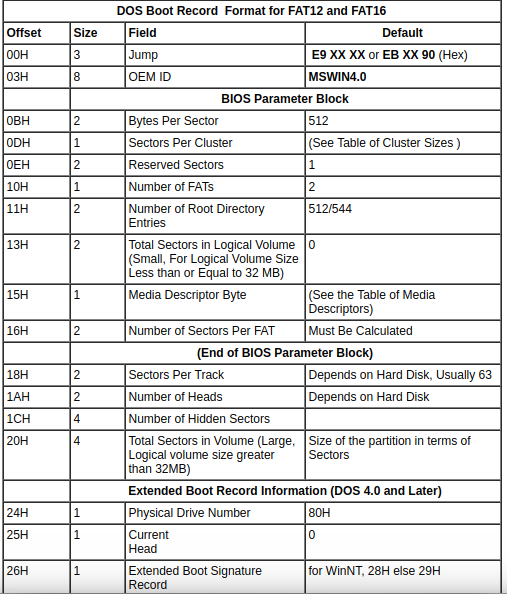 DOS Boot Record Format for FAT12 and FAT16
Offset Size Field Default
00H 3 Jump E9 XX XX or EB XX 90 (Hex)
03H 8 OEM ID MSWIN4.0
BIOS Parameter Block
0BH 2 Bytes Per Sector 512
0DH 1 Sectors Per Cluster (See Table of Cluster Sizes )
0EH 2 Reserved Sectors 1
10H 1 Number of FATs 2
11H 2 Number of Root Directory 512/544
Entries
13H 2 Total Sectors in Logical Volume 0
(Small, For Logical Volume Size
Less than or Equal to 32 MB)
15H 1 Media Descriptor Byte (See the Table of Media
Descriptors)
16H 2 Number of Sectors Per FAT Must Be Calculated
(End of BIOS Parameter Block)
18H 2 Sectors Per Track Depends on Hard Disk, Usually 63
1AH 2 Number of Heads Depends on Hard Disk
1CH 4 Number of Hidden Sectors
20H 4 Total Sectors in Volume (Large, Size of the partition in terms of
Logical volume size greater Sectors
than 32MB)
Extended Boot Record Information (DOS 4.0 and Later)
24H 1 Physical Drive Number 80H
25H 1 Current 0
Head
26H 1 Extended Boot Signature for WinNT, 28H else 29H
Record